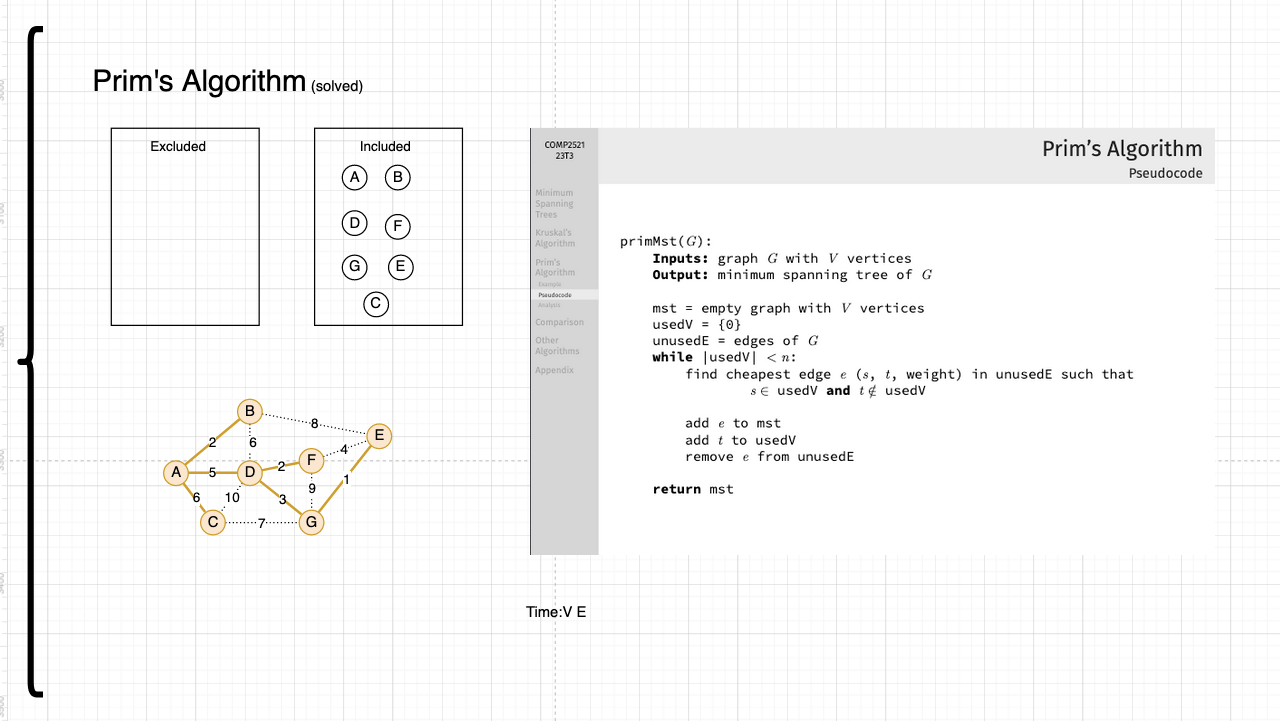 Prim's Algorithm (solved)
Excluded
Included
A
B
D
F
G
E
C
B
8
E
2
6
4
F
A
5
D
2
9
1
6
10
3
C
7
G
COMP2521
23T3
Minimum
Spanning
Trees
Kruskal's
Algorithm
Prim's
Algorithm
Example
Pseudocode
Analysis
Comparison
Other
Algorithms
Appendix
Prim's Algorithm
Pseudocode
primMst(G):
Inputs: graph G with V vertices
Output: minimum spanning tree of G
mst = empty graph with V vertices
usedV = {0}
unusedE = edges of G
while |usedV| < n:
find cheapest edge e (s, t, weight) in unusedE such that
s ∈ usedV and t ∉ usedV
add e to mst
add t to usedV
remove e from unusedE
return mst
Time:V E